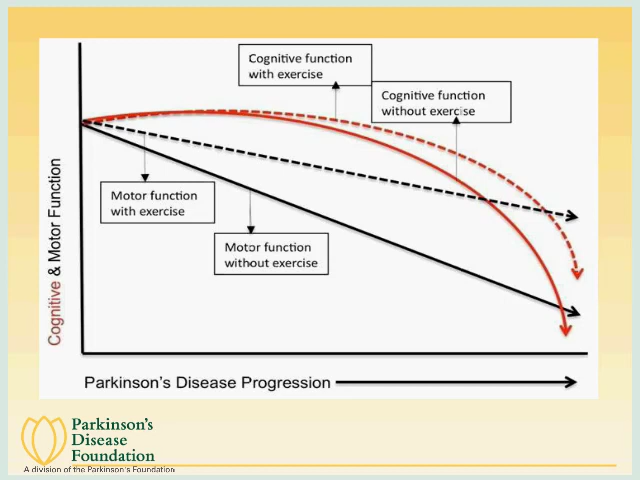 Cognitive function
with exercise
Cognitive function
without exercise
Motor function
with exercise
Motor function
without exercise
Cognitive & Motor Function
Parkinson's Disease Progression
Parkinson's
Disease
Foundation
A division of the Parkinson's Foundation